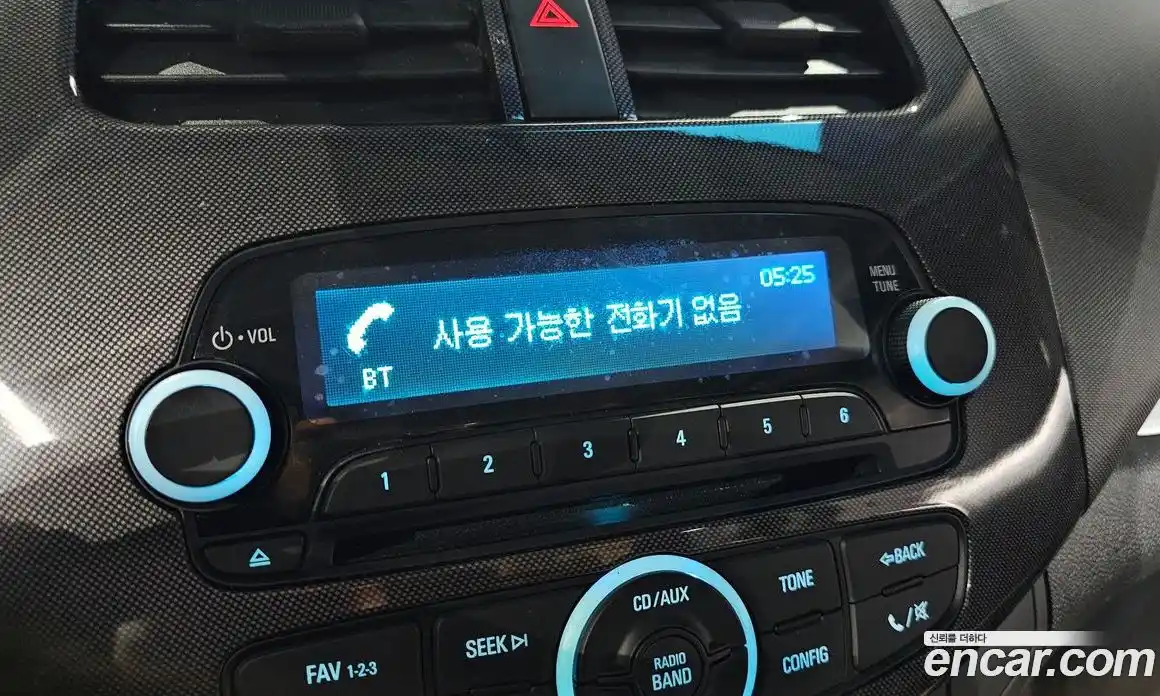 MENU
TUNE
05:25
VOL
사용 가능한 전화기 없음
BT
1
2
3
4
5
6
BACK
TONE
CD/AUX
SEEK
RADIO
BAND
CONFIG
FAV 1-2-3
신뢰를 더하다
encar.com